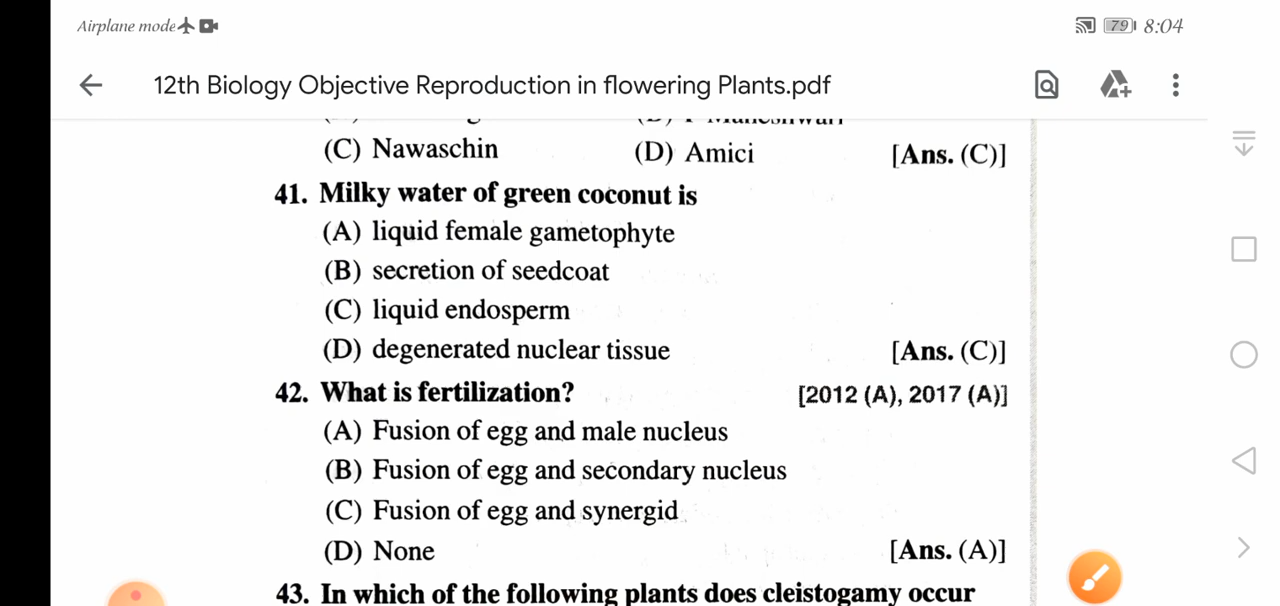 Airplane mode
79 8:04
12th Biology Objective Reproduction in flowering Plants.pdf
(C) Nawaschin (D) Amici [Ans. (C)]
41. Milky water of green coconut is
(A) liquid female gametophyte
(B) secretion of seedcoat
(C) liquid endosperm
(D) degenerated nuclear tissue [Ans. (C)]
42. What is fertilization? [2012 (A), 2017 (A)]
(A) Fusion of egg and male nucleus
(B) Fusion of egg and secondary nucleus
(C) Fusion of egg and synergid
(D) None [Ans. (A)]
43. In which of the following plants does cleistogamy occur